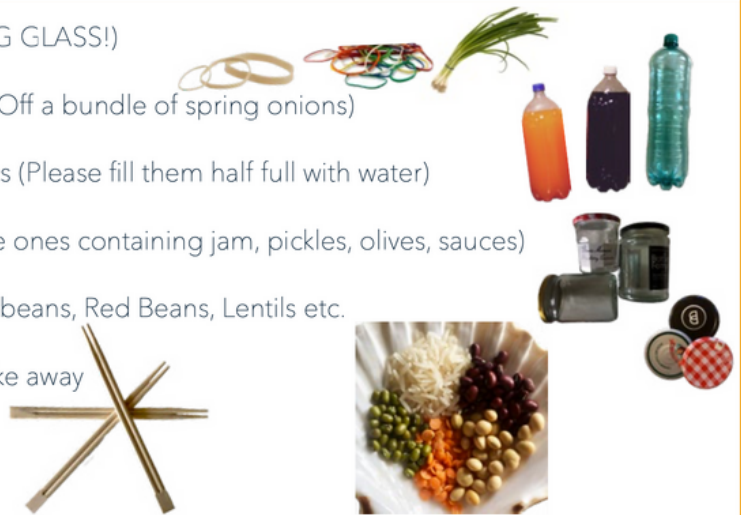 G GLASS!)
Off a bundle of spring onions)
s (Please fill them half full with water)
e ones containing jam, pickles, olives, sauces)
beans, Red Beans, Lentils etc.
ke away